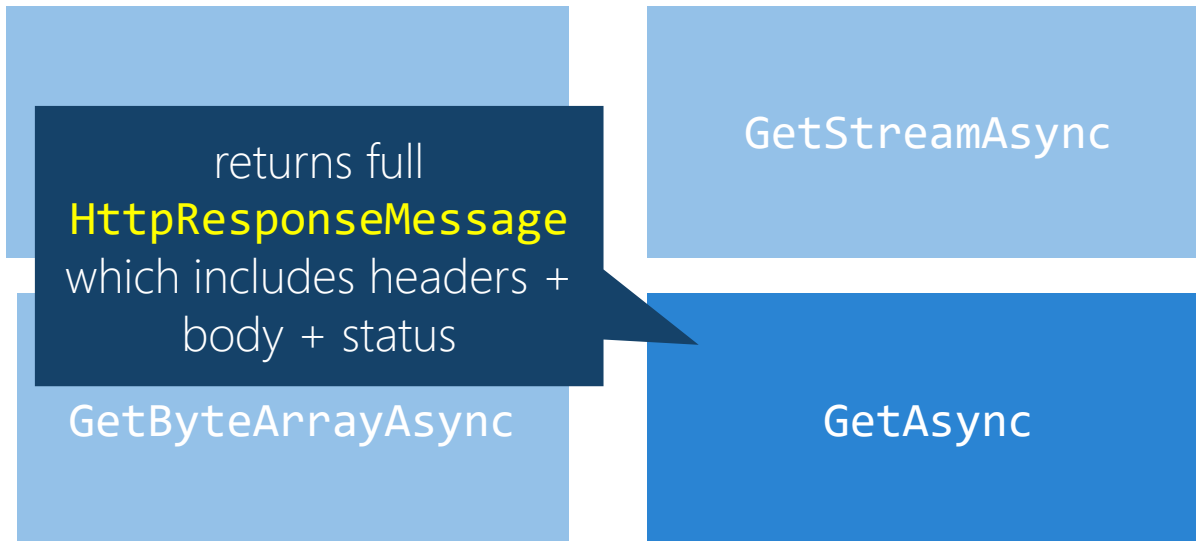 GetStreamAsync
returns full
HttpResponseMessage
which includes headers +
body + status
GetByteArrayAsync
GetAsync